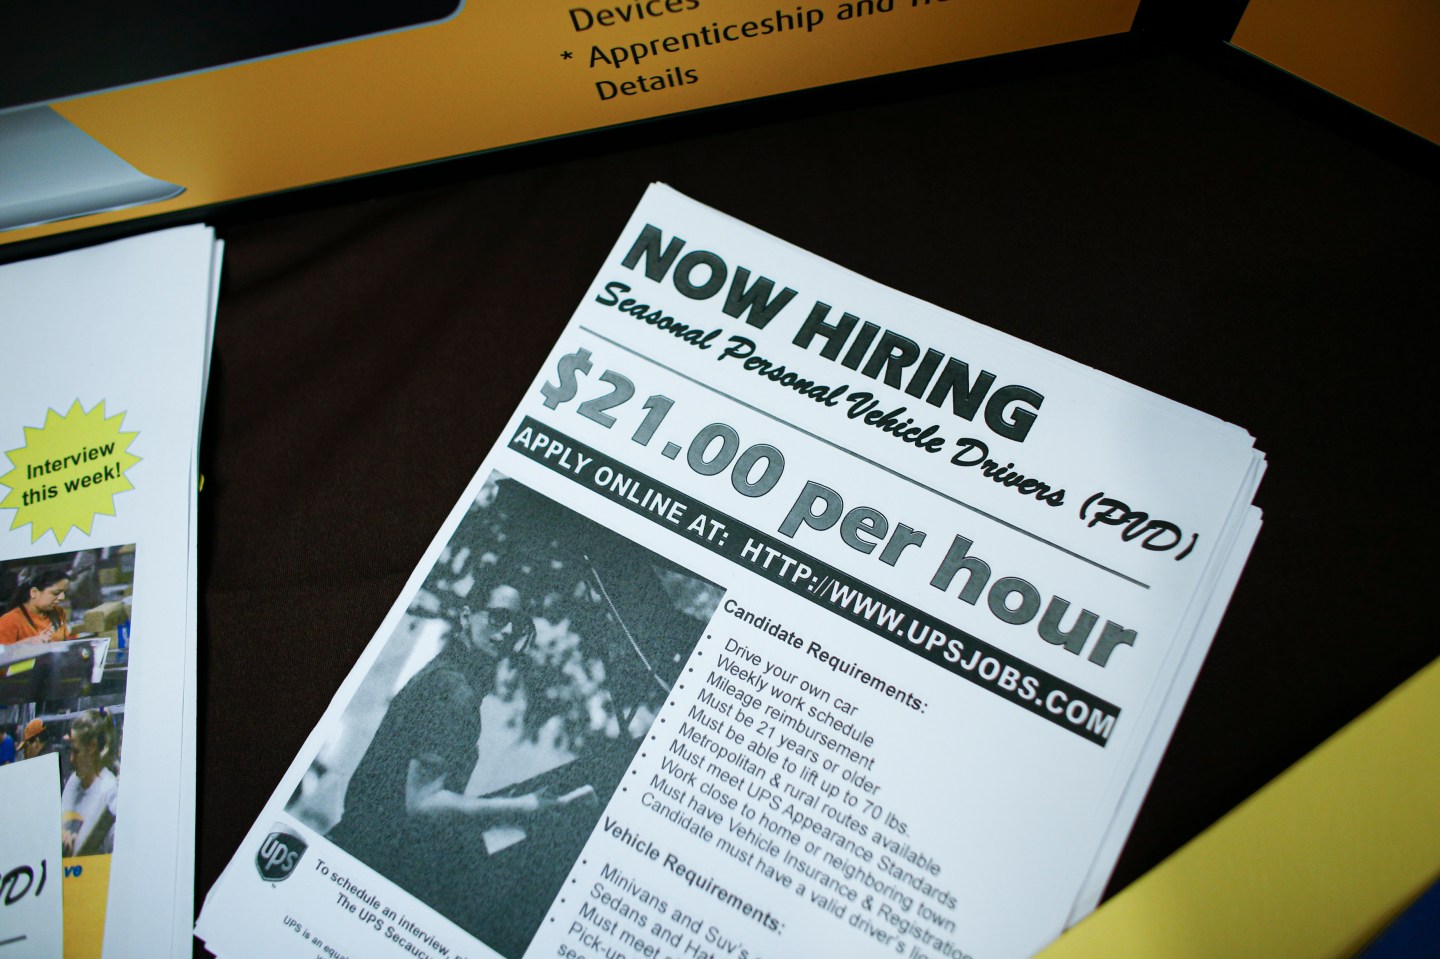 Devices
* Apprenticeship and
Details
NOW HIRING
Seasonal Personal Vehicle Drivers (PVD)
$21.00 per hour
APPLY ONLINE AT: HTTP://WWW.UPSJOBS.COM
Candidate Requirements:
• Drive your own car
• Weekly work schedule
• Mileage reimbursement
• Must be 21 years or older
• Must be able to lift up to 70 lbs.
• Metropolitan & rural routes available
• Must meet UPS Appearance Standards
• Work close to home or neighboring town
• Must have Vehicle Insurance & Registration
• Candidate must have a valid driver's
Vehicle Requirements:
• Minivans and Suv's
• Sedans and
• Must meet
• Pick-up
ups
To schedule an interview,
The UPS
UPS is an
Interview
this week!